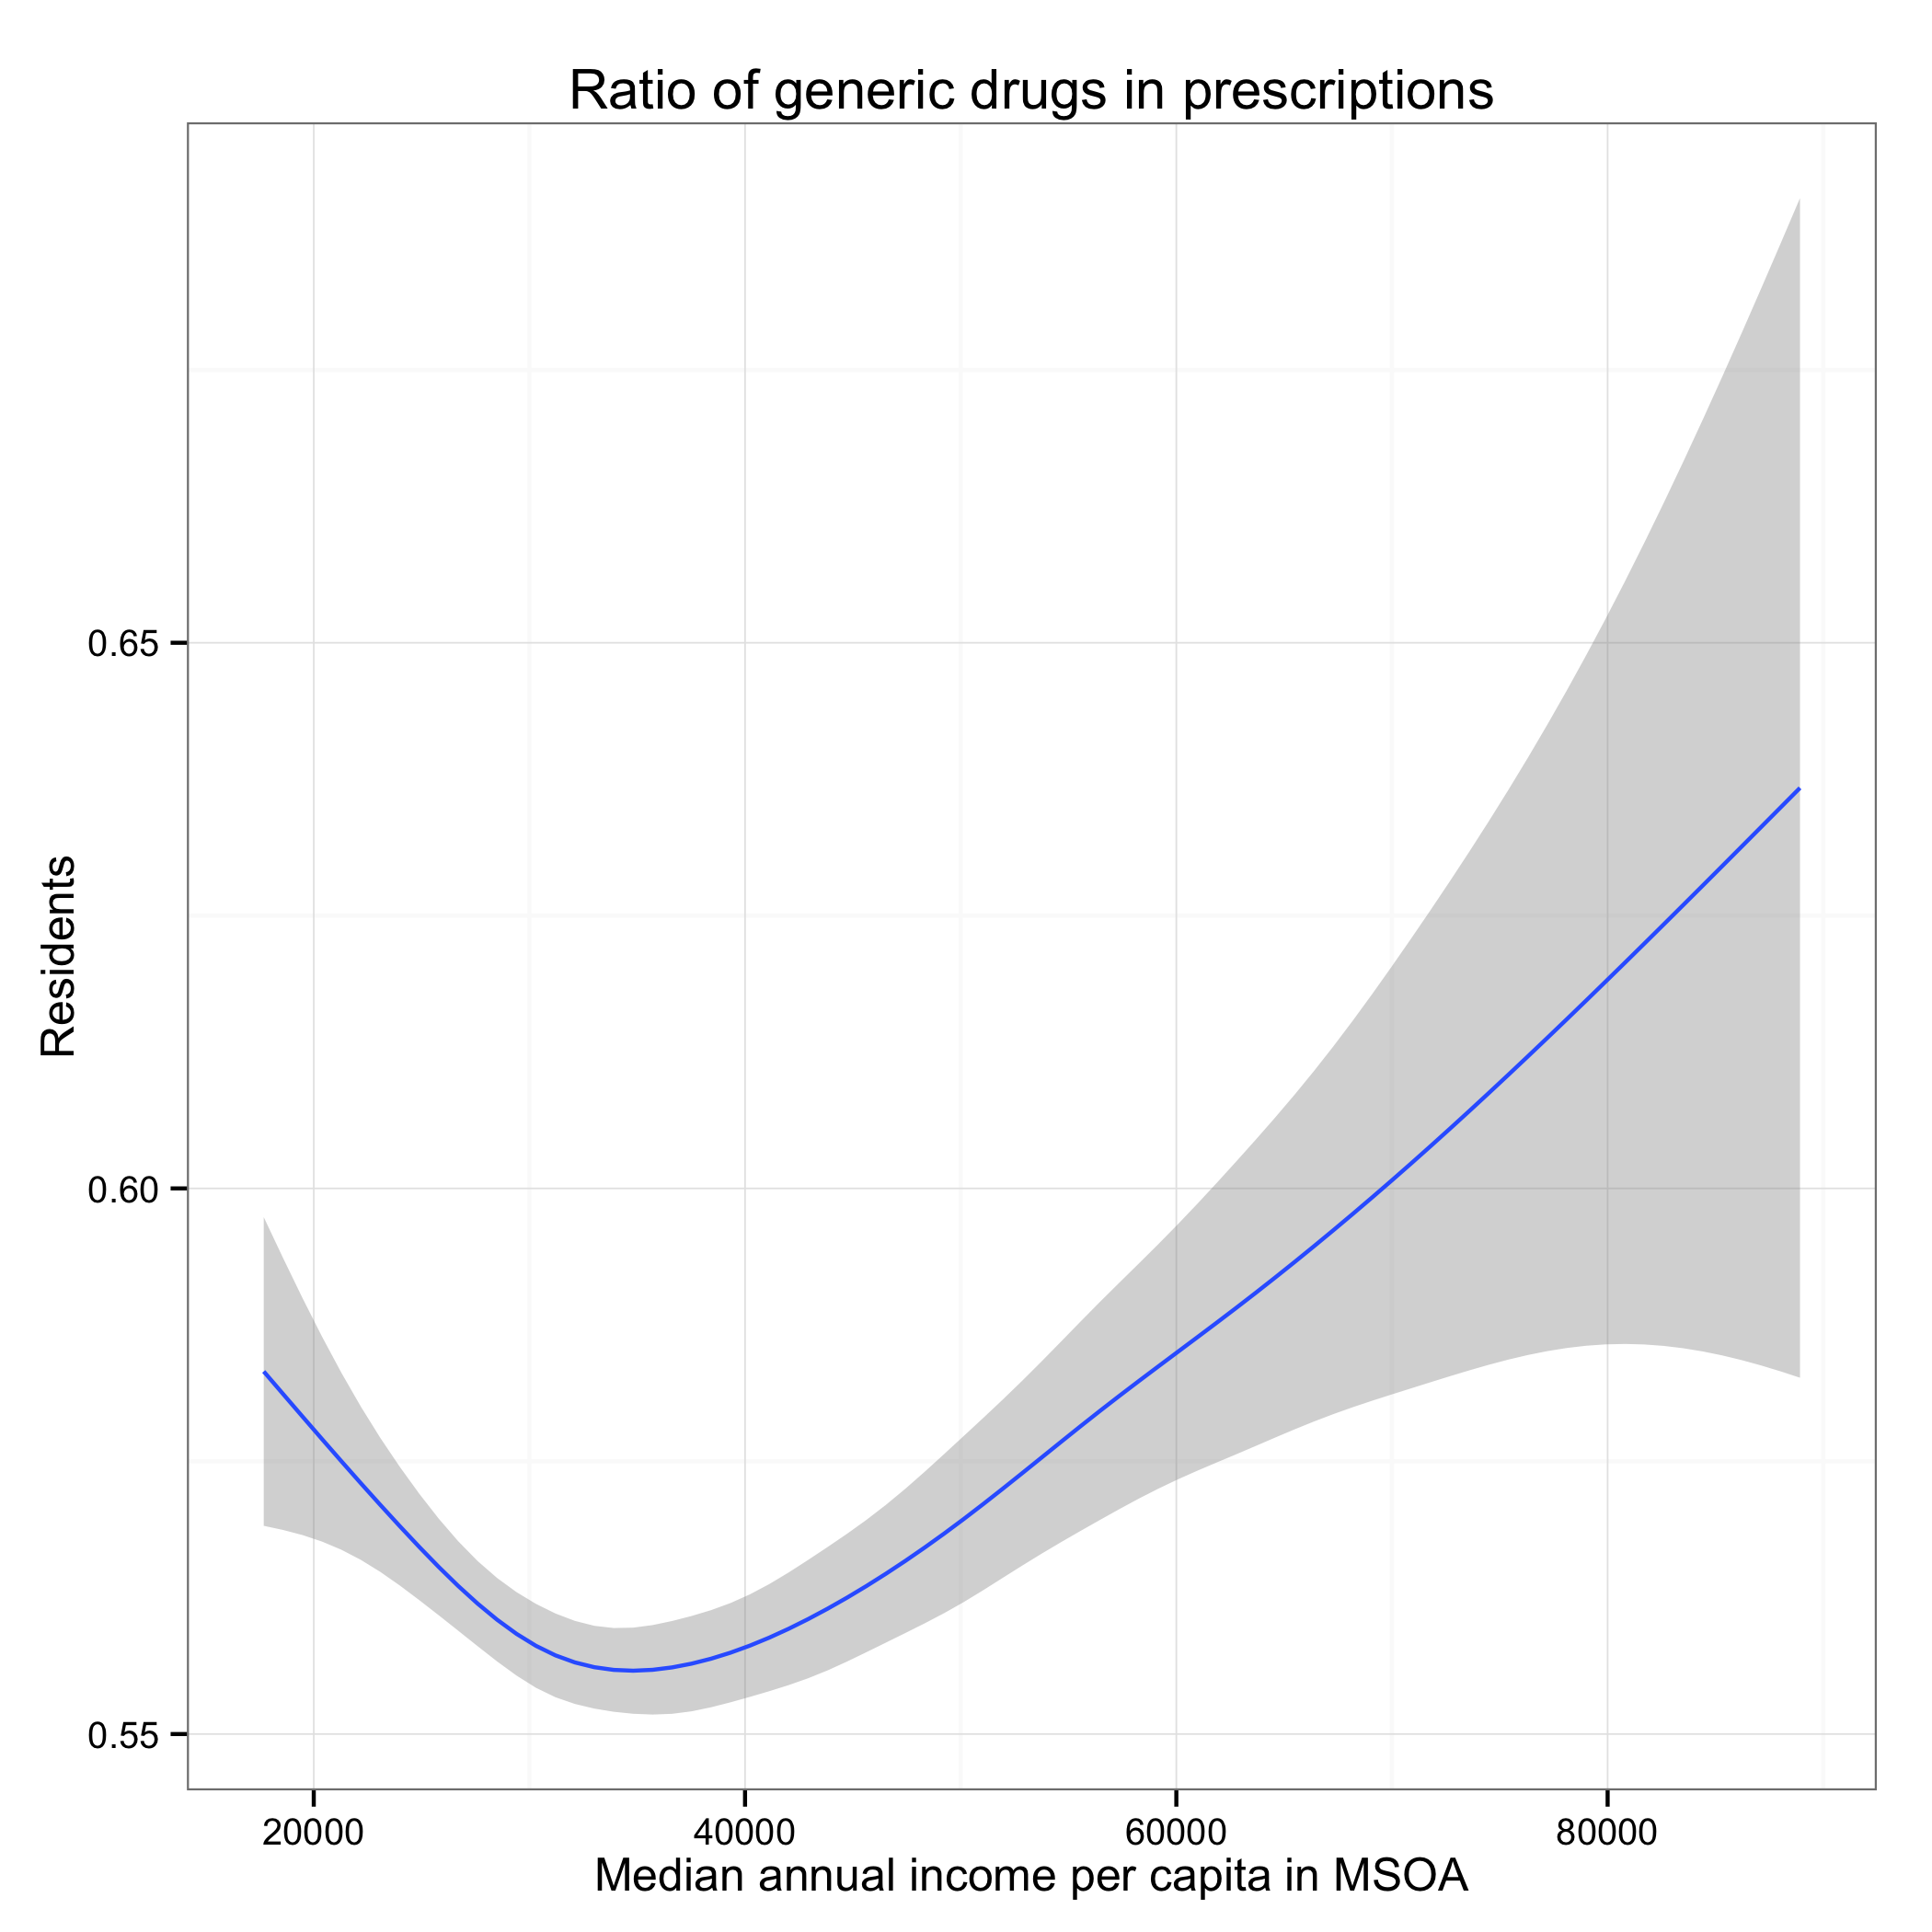 Ratio of generic drugs in prescriptions
Residents
0.65
0.60
0.55
20000 40000 60000 80000
Median annual income per capita in MSOA